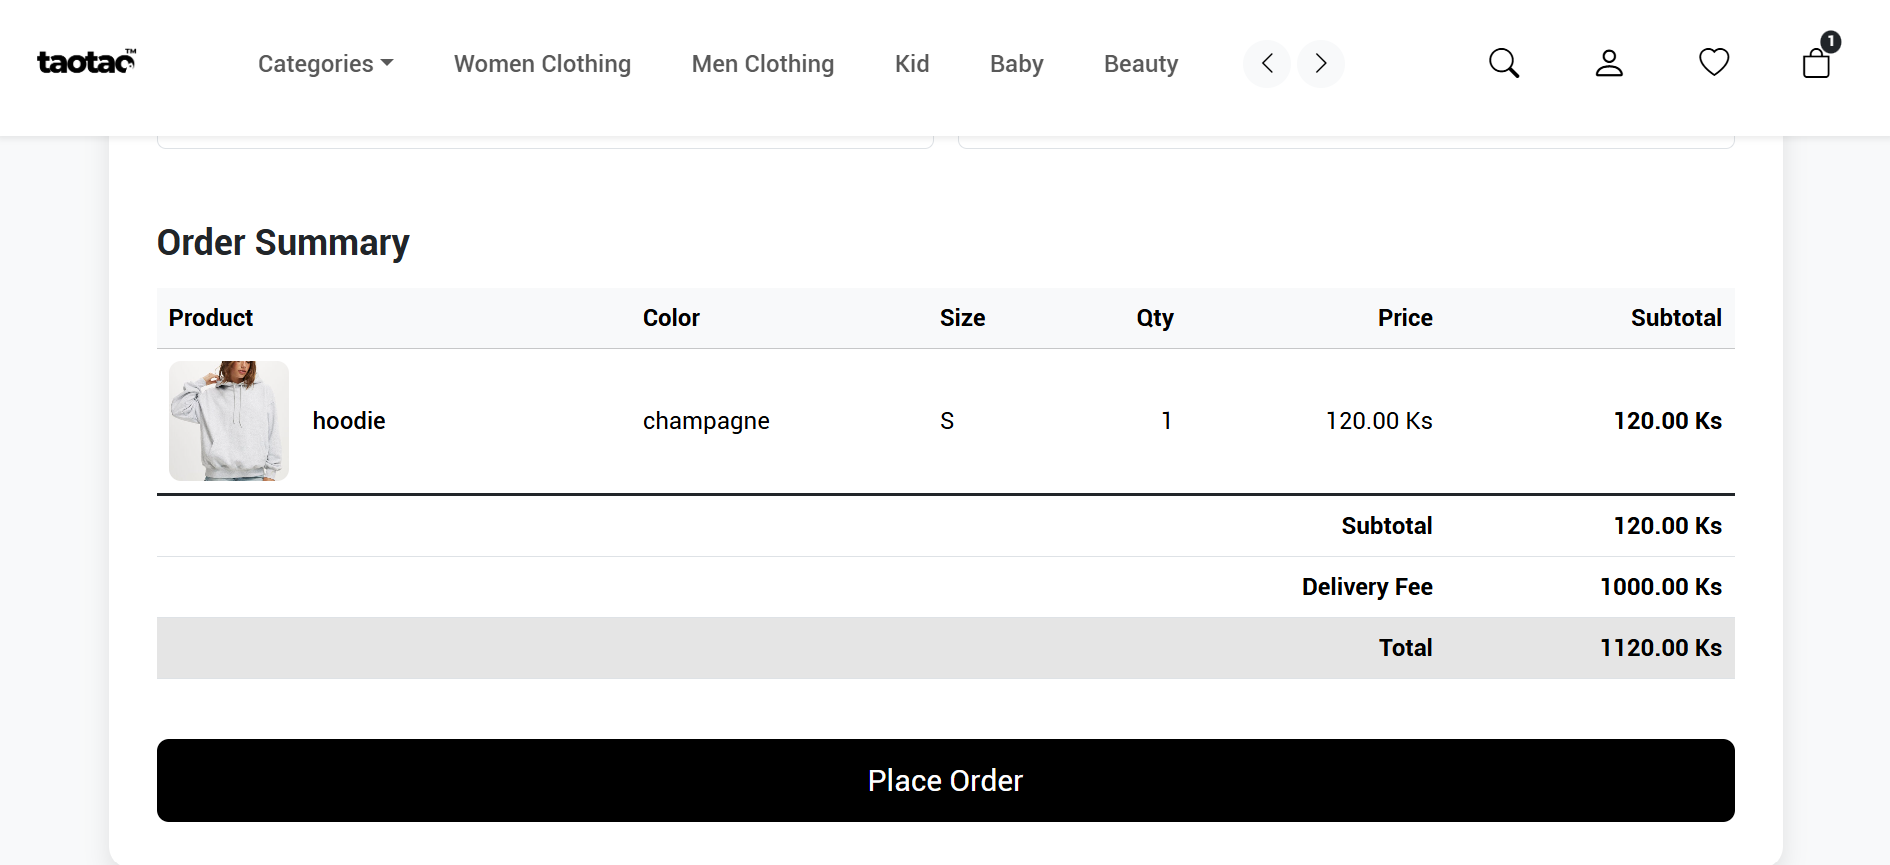 taotao™
Categories Women Clothing Men Clothing Kid Baby Beauty
1
Order Summary
Product Color Size Qty Price Subtotal
hoodie champagne S 1 120.00 Ks 120.00 Ks
Subtotal 120.00 Ks
Delivery Fee 1000.00 Ks
Total 1120.00 Ks
Place Order